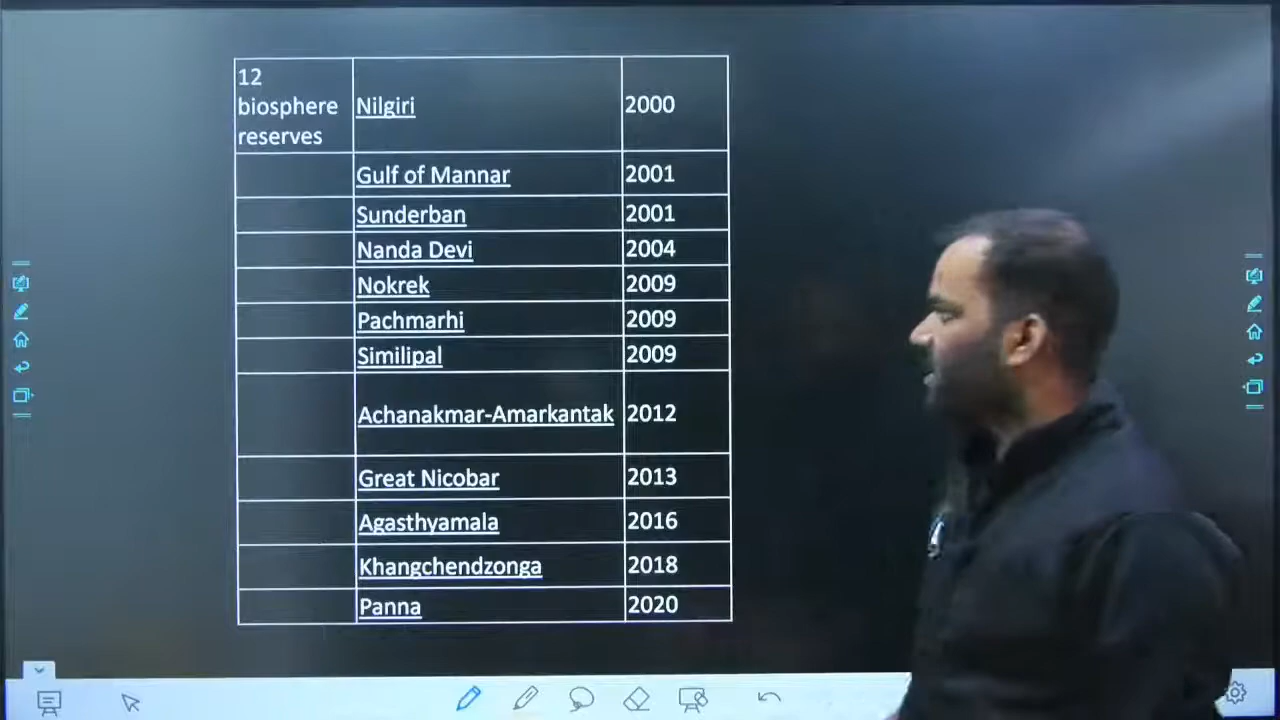 12
biosphere
reserves
Nilgiri 2000
Gulf of Mannar 2001
Sunderban 2001
Nanda Devi 2004
Nokrek 2009
Pachmarhi 2009
Similipal 2009
Achanakmar-Amarkantak 2012
Great Nicobar 2013
Agasthyamala 2016
Khangchendzonga 2018
Panna 2020